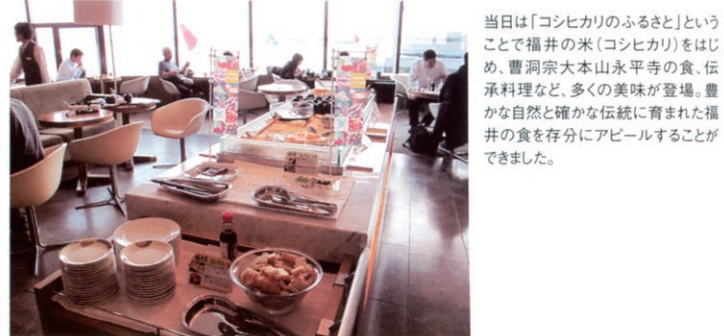 当日は「コシヒカリのふるさと」という
ことで福井の米（コシヒカリ）をはじ
め、曹洞宗大本山永平寺の食、伝
承料理など、多くの美味が登場。豊
かな自然と確かな伝統に育まれた福
井の食を存分にアピールすることが
できました。